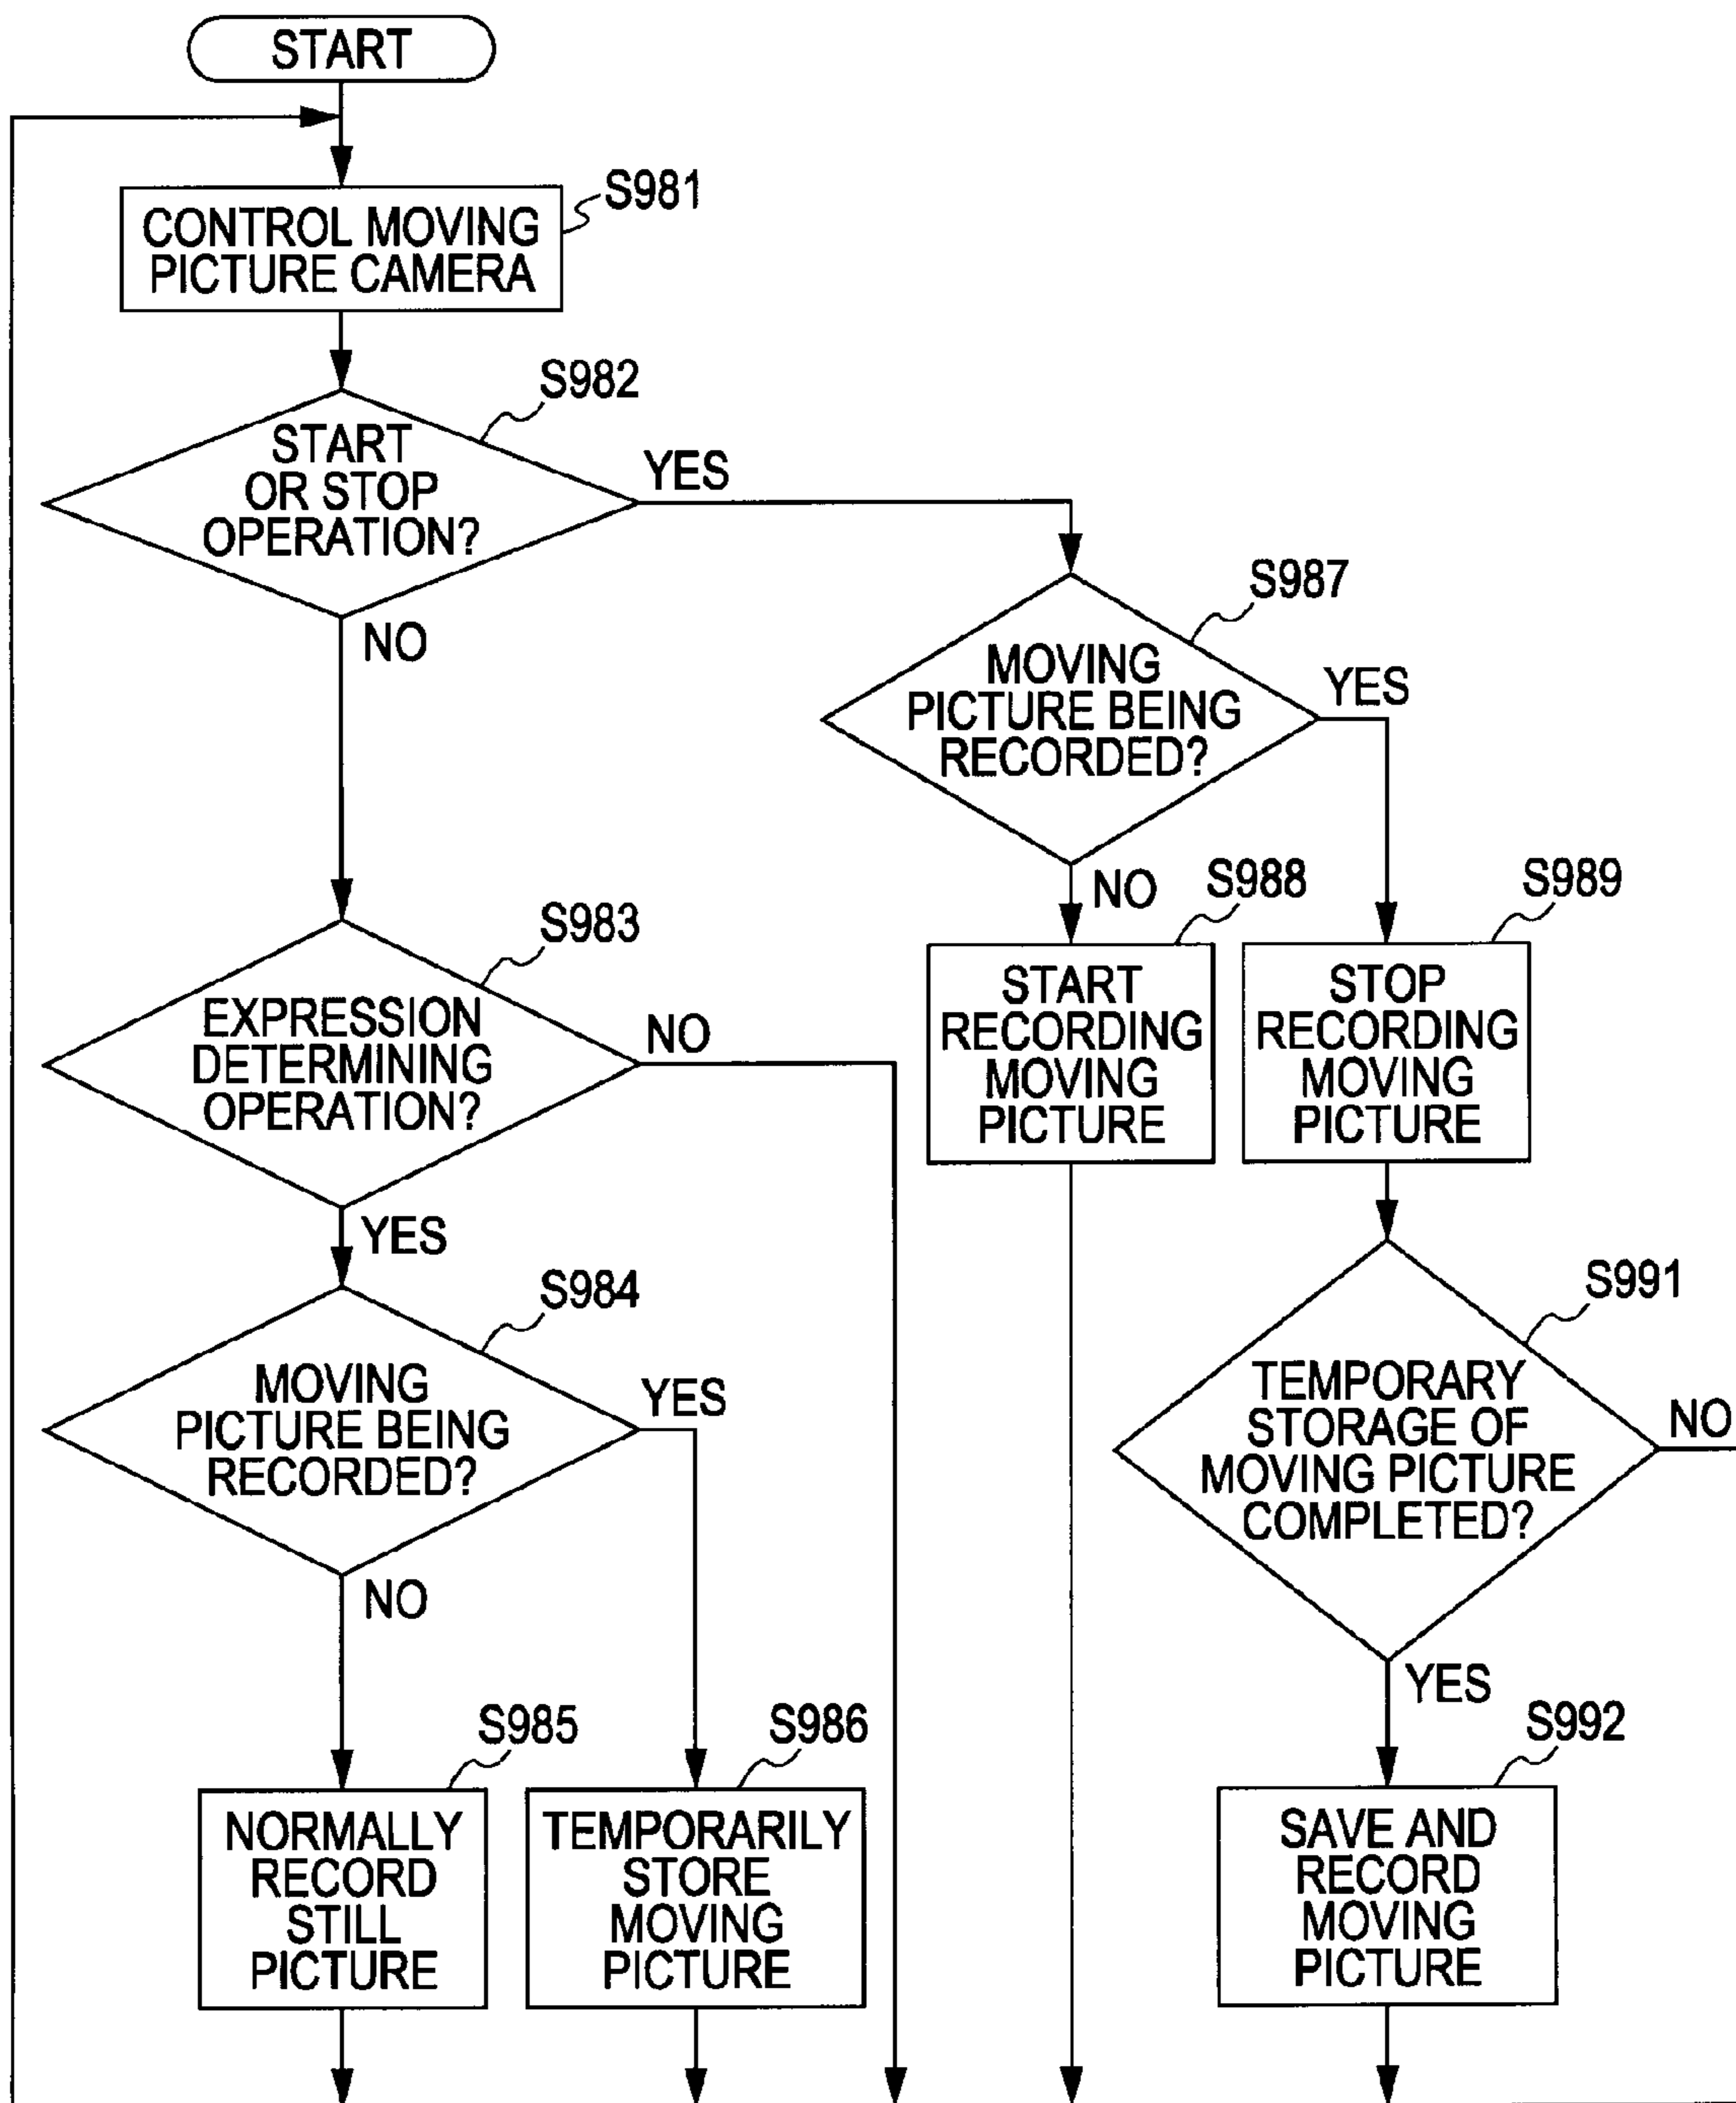 START
S981
CONTROL MOVING
PICTURE CAMERA
S982
START
OR STOP
OPERATION?
YES
NO
S987
MOVING
PICTURE BEING
RECORDED?
YES
NO
S988
START
RECORDING
MOVING
PICTURE
S989
STOP
RECORDING
MOVING
PICTURE
S983
EXPRESSION
DETERMINING
OPERATION?
NO
YES
S984
MOVING
PICTURE BEING
RECORDED?
YES
NO
S991
TEMPORARY
STORAGE OF
MOVING PICTURE
COMPLETED?
NO
YES
S985
NORMALLY
RECORD
STILL
PICTURE
S986
TEMPORARILY
STORE
MOVING
PICTURE
S992
SAVE AND
RECORD
MOVING
PICTURE